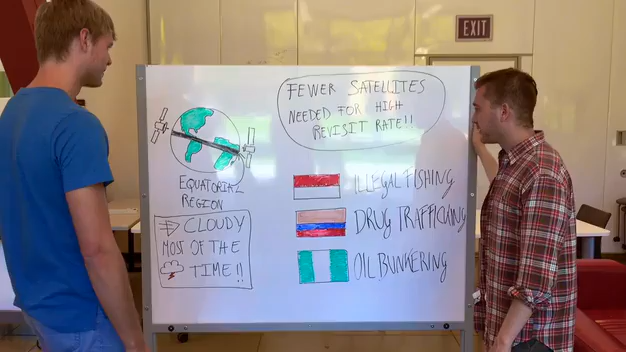 EXIT
FEWER SATELLITES
NEEDED FOR HIGH
REVISIT RATE!!
EQUATORIAL
REGION
CLOUDY
MOST OF THE
TIME!!
ILLEGAL FISHING
DRUG TRAFFICKING
OIL BUNKERING